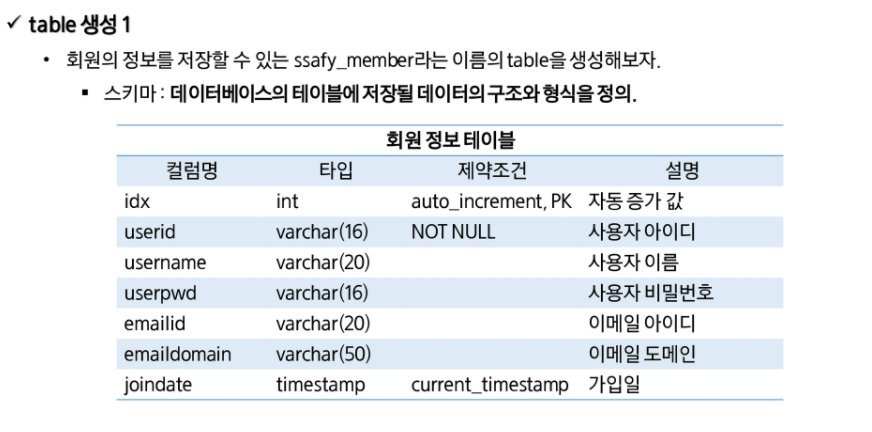 ✓ table 생성 1
• 회원의 정보를 저장할 수 있는 ssafy_member라는 이름의 table을 생성해보자.
▪ 스키마 : 데이터베이스의 테이블에 저장될 데이터의 구조와 형식을 정의.
회원 정보 테이블
컬럼명 타입 제약조건 설명
idx int auto_increment, PK 자동 증가 값
userid varchar(16) NOT NULL 사용자 아이디
username varchar(20) 사용자 이름
userpwd varchar(16) 사용자 비밀번호
emailid varchar(20) 이메일 아이디
emaildomain varchar(50) 이메일 도메인
joindate timestamp current_timestamp 가입일